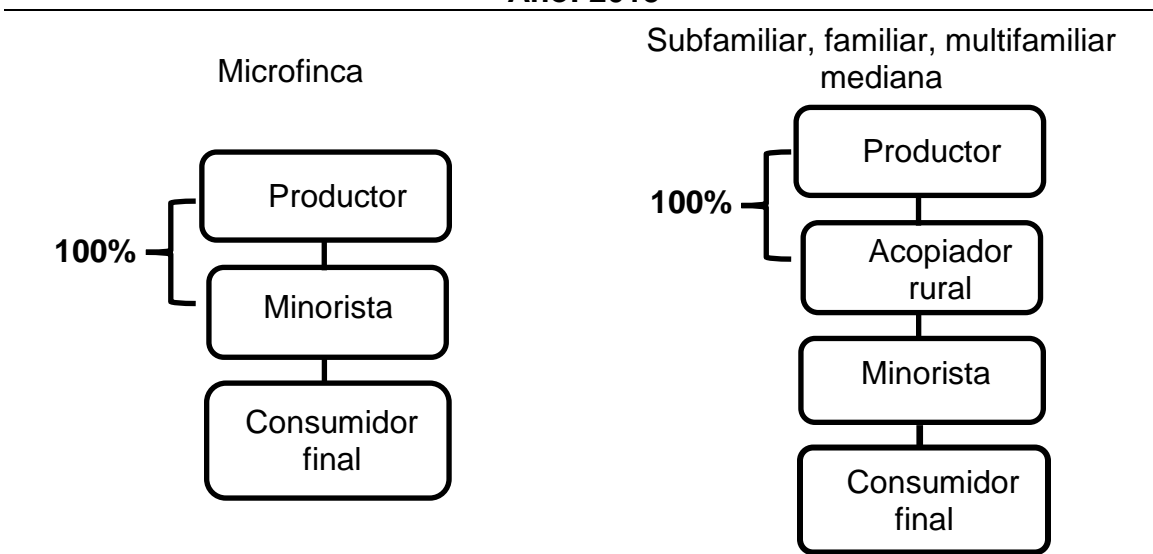 Microfinca
Productor
100%
Minorista
Consumidor
final
Subfamiliar, familiar, multifamiliar
mediana
Productor
100%
Acopiador
rural
Minorista
Consumidor
final